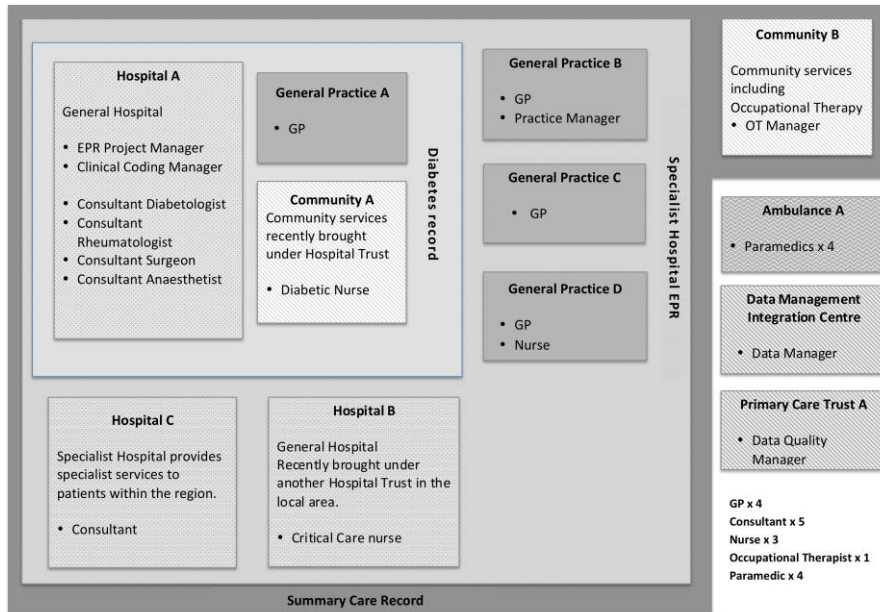 Hospital A
General Hospital
• EPR Project Manager
• Clinical Coding Manager
• Consultant Diabetologist
• Consultant
Rheumatologist
• Consultant Surgeon
• Consultant Anaesthetist
General Practice A
• GP
Community A
Community services
recently brought
under Hospital Trust
• Diabetic Nurse
Diabetes record
General Practice B
• GP
• Practice Manager
General Practice C
• GP
General Practice D
• GP
• Nurse
Specialist Hospital EPR
Hospital C
Specialist Hospital provides
specialist services to
patients within the region.
• Consultant
Hospital B
General Hospital
Recently brought under
another Hospital Trust in the
local area.
• Critical Care nurse
Summary Care Record
Community B
Community services
including
Occupational Therapy
• OT Manager
Ambulance A
• Paramedics x 4
Data Management
Integration Centre
• Data Manager
Primary Care Trust A
• Data Quality
Manager
GP x 4
Consultant x 5
Nurse x 3
Occupational Therapist x 1
Paramedic x 4